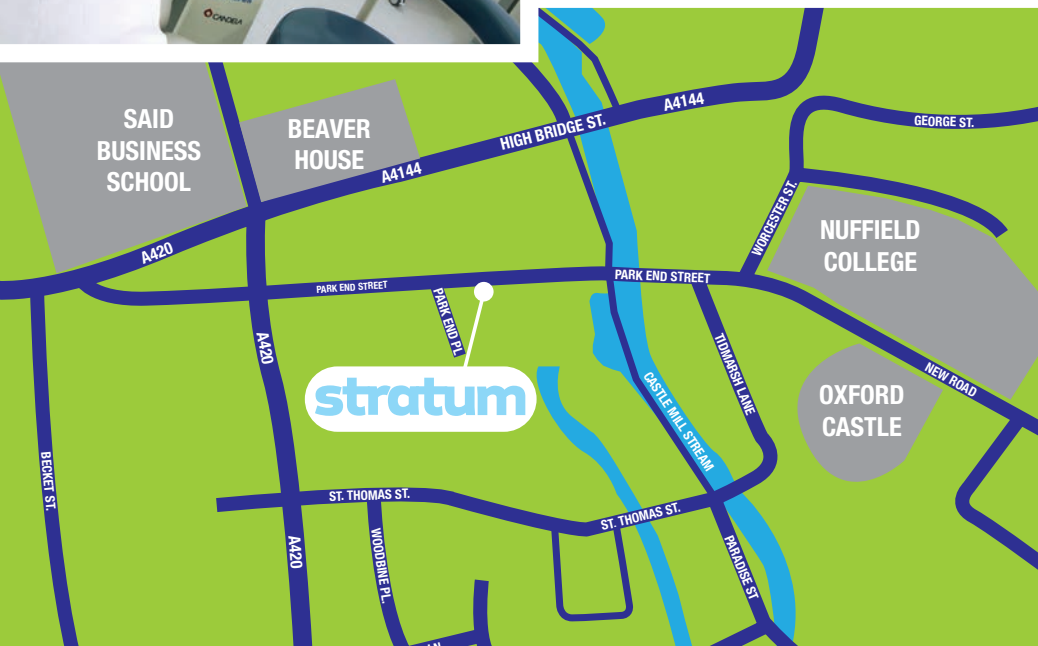 CANDELA
SAID
BUSINESS
SCHOOL
BEAVER
HOUSE
A4144
HIGH BRIDGE ST.
A4144
GEORGE ST.
A420
WORCESTER ST.
NUFFIELD
COLLEGE
PARK END STREET
PARK END STREET
PARK END PL
A420
TIDMARSH LANE
stratum
CASTLE MILL STREAM
NEW ROAD
OXFORD
CASTLE
BECKET ST.
ST. THOMAS ST.
ST. THOMAS ST.
A420
WOODBINE PL.
PARADISE ST